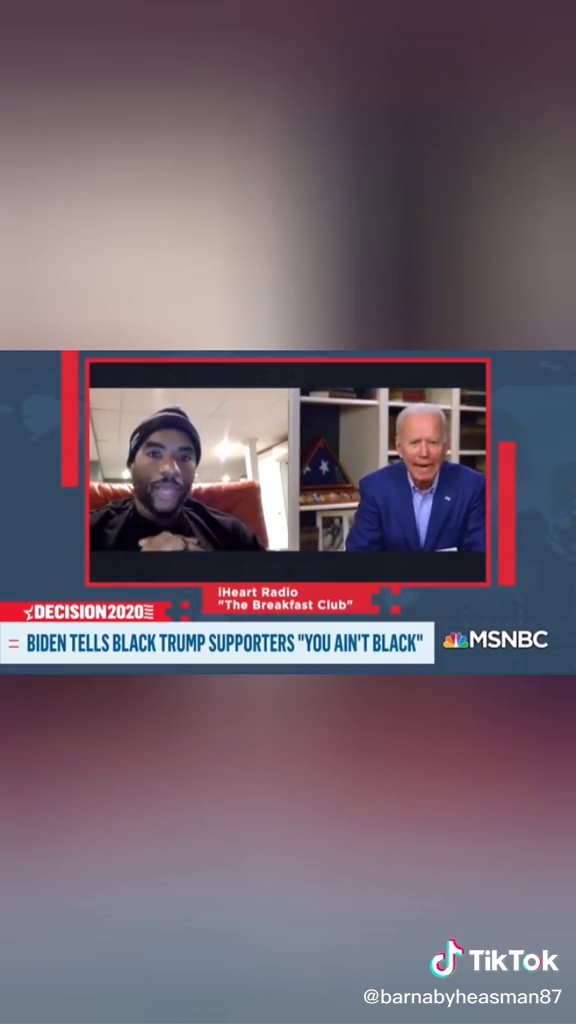 iHeart Radio
"The Breakfast Club"
DECISION2020
BIDEN TELLS BLACK TRUMP SUPPORTERS "YOU AIN'T BLACK"
MSNBC
TikTok
@barnabyheasman87